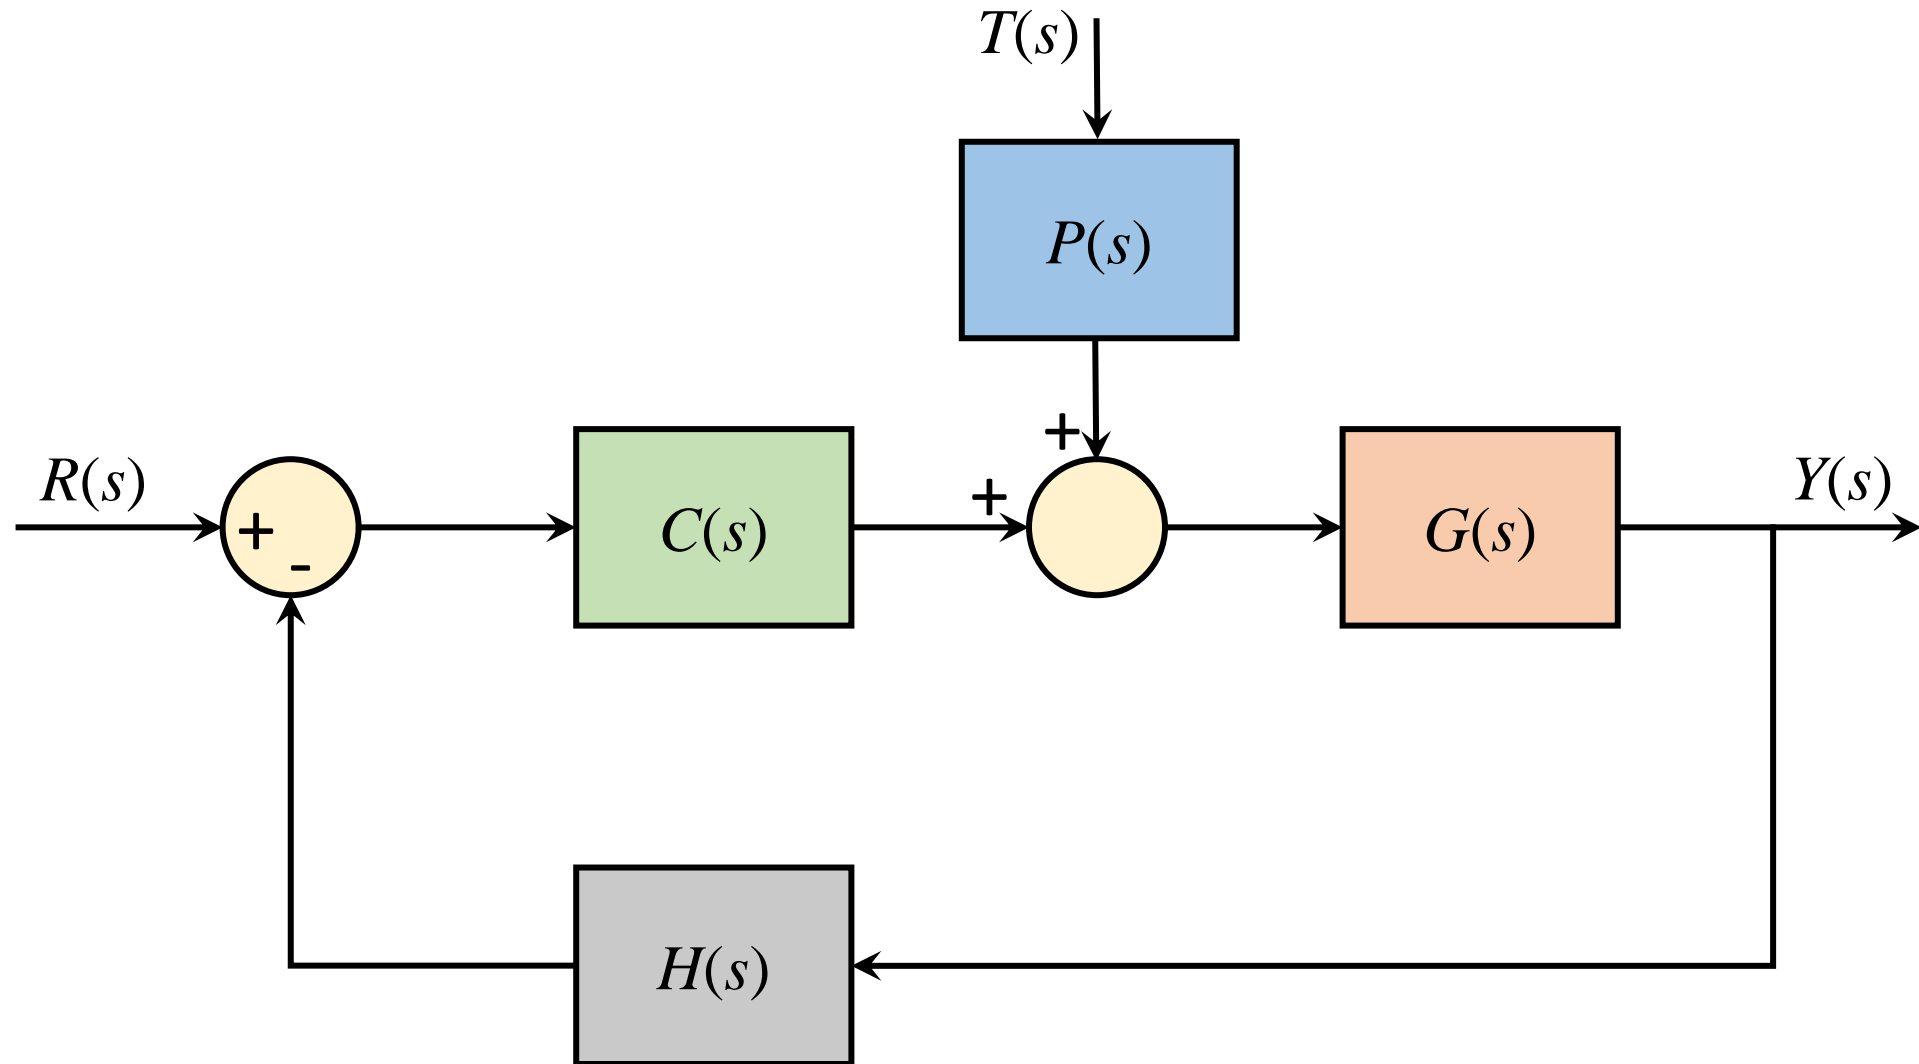 T(s)
P(s)
+
R(s)
+
Y(s)
+
-
C(s)
G(s)
H(s)